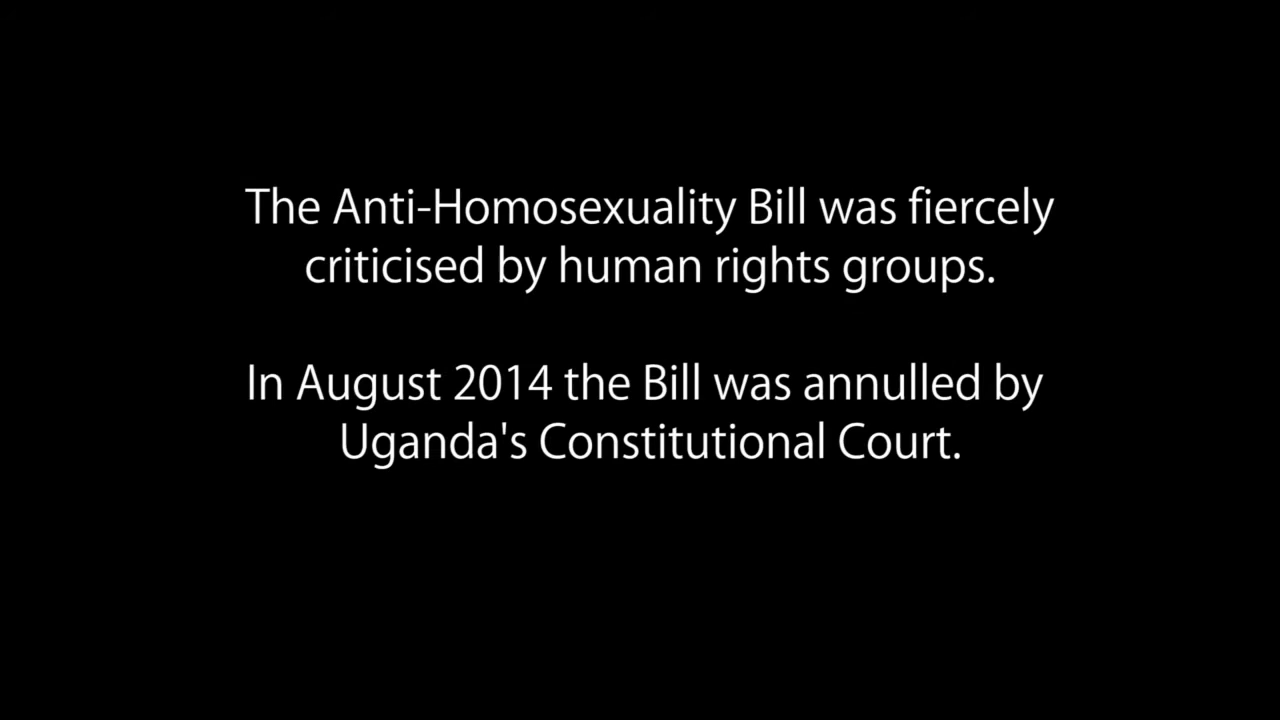 The Anti-Homosexuality Bill was fiercely
criticised by human rights groups.
In August 2014 the Bill was annulled by
Uganda's Constitutional Court.